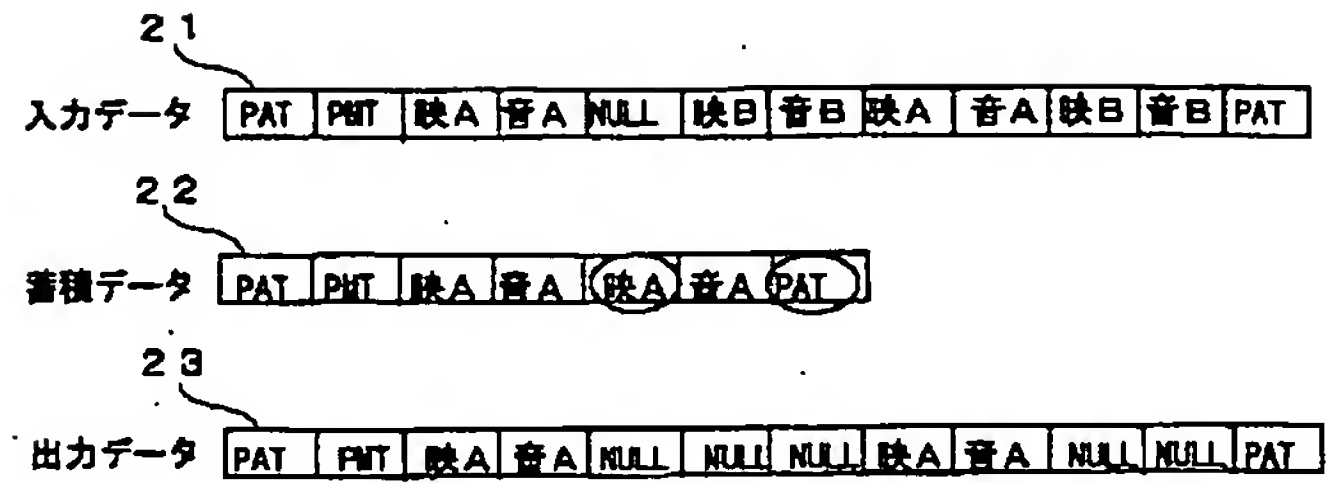 21
入力データ PAT PMT 映A 音A NULL 映B 音B 映A 音A 映B 音B PAT
22
蓄積データ PAT PMT 映A 音A 映A 音A PAT
23
出力データ PAT PMT 映A 音A NULL NULL NULL 映A 音A NULL NULL PAT